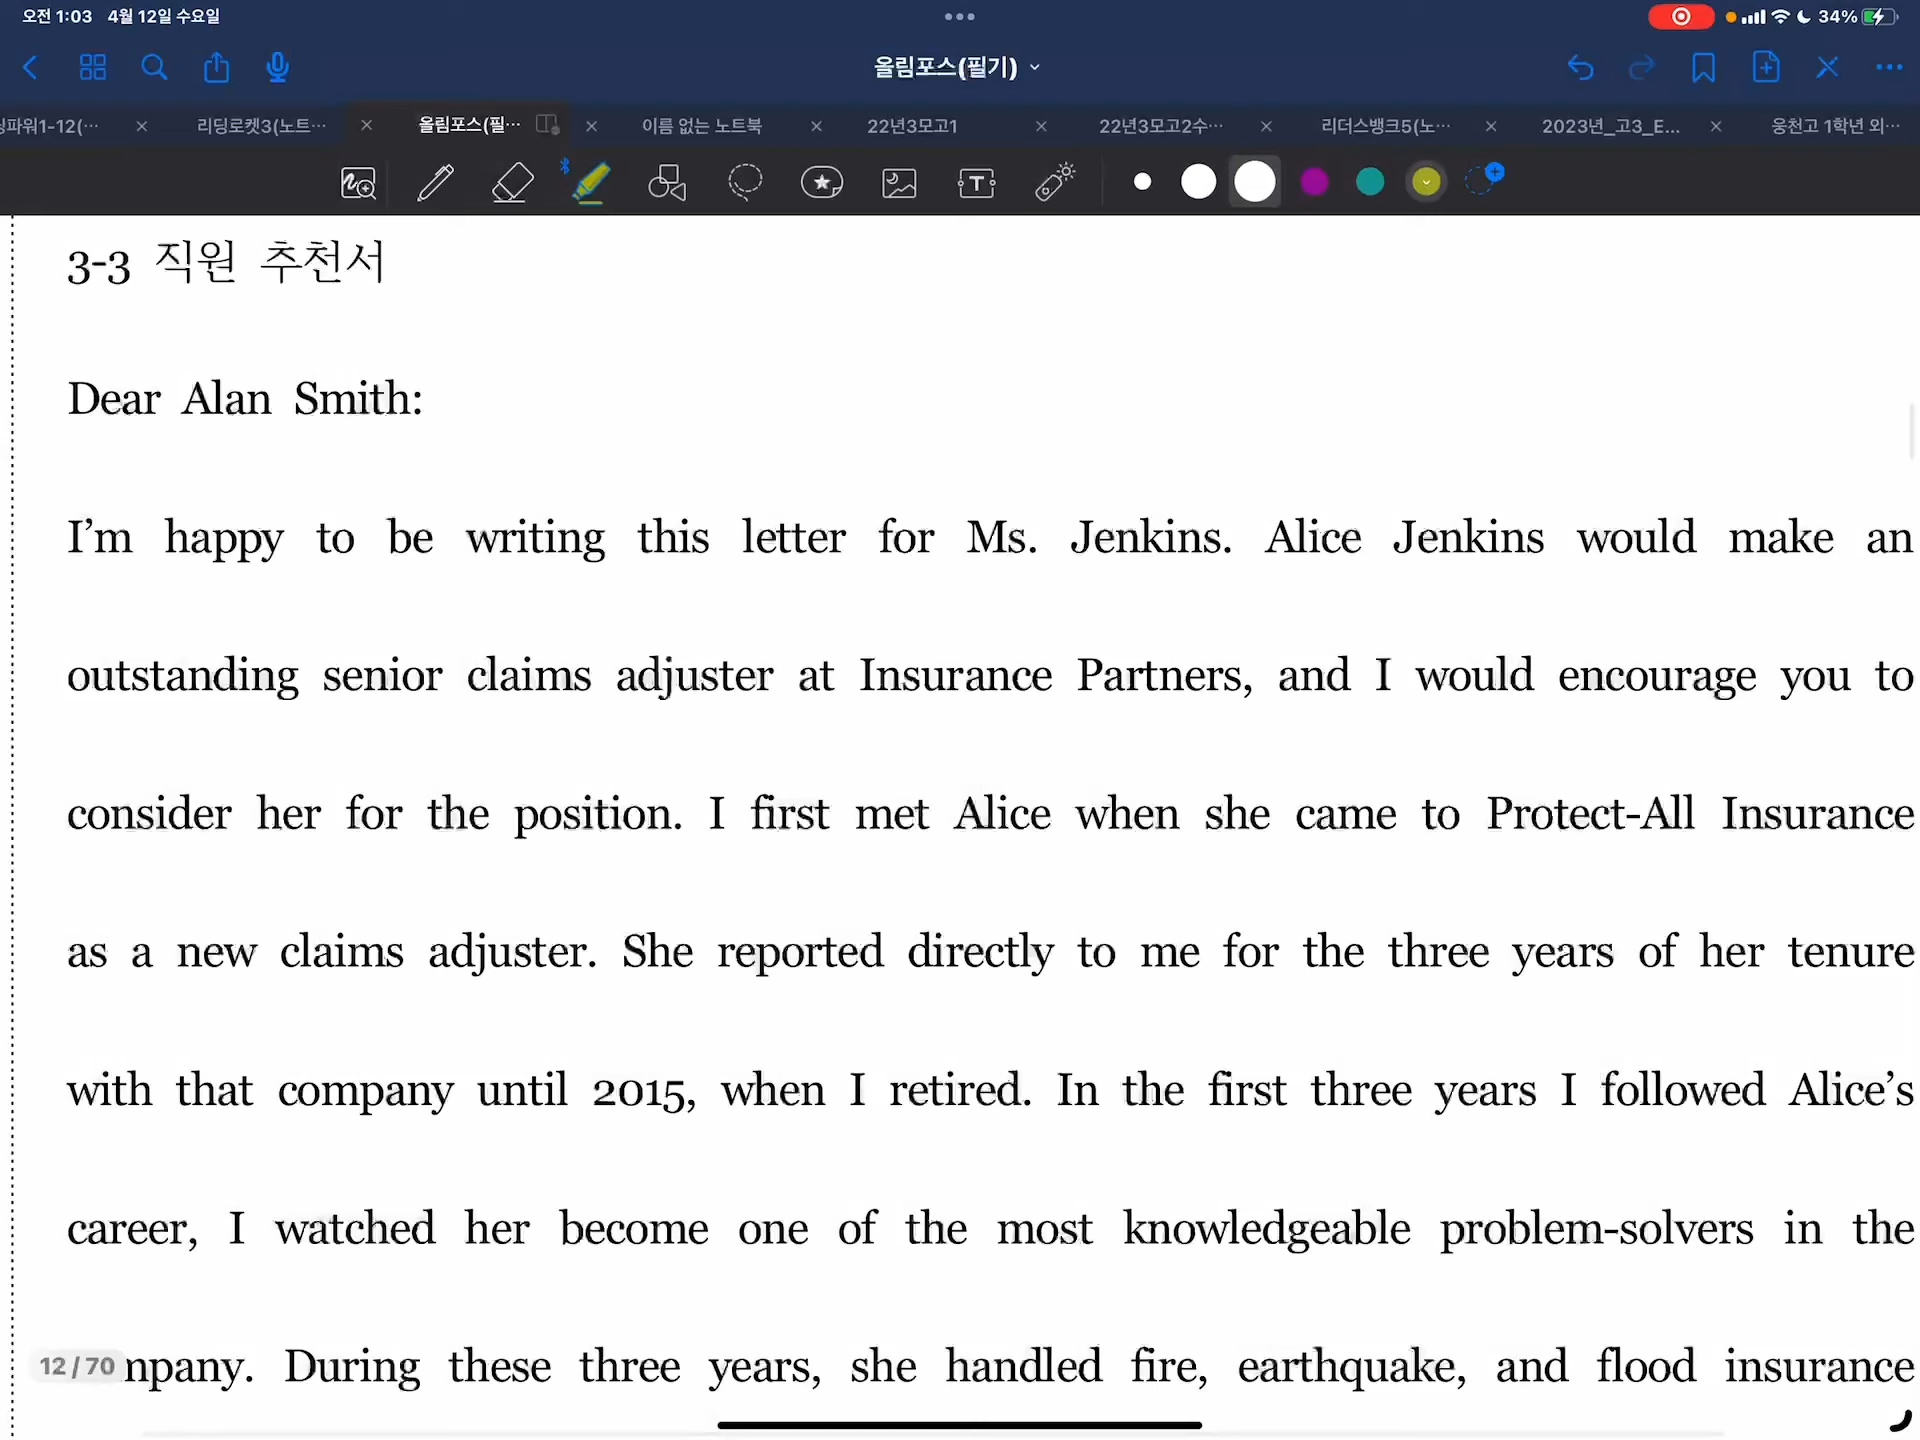 오전 1:03 4월 12일 수요일
34%
올림포스(필기)
파워1-12(…
리딩로켓3(노트…
올림포스(필…
이름 없는 노트북
22년3모고1
22년3모고2수…
리더스뱅크5(노…
2023년_고3_E...
웅천고 1학년 외…
3-3 직원 추천서
Dear Alan Smith:
I'm happy to be writing this letter for Ms. Jenkins. Alice Jenkins would make an
outstanding senior claims adjuster at Insurance Partners, and I would encourage you to
consider her for the position. I first met Alice when she came to Protect-All Insurance
as a new claims adjuster. She reported directly to me for the three years of her tenure
with that company until 2015, when I retired. In the first three years I followed Alice's
career, I watched her become one of the most knowledgeable problem-solvers in the
12 / 70
mpany. During these three years, she handled fire, earthquake, and flood insurance